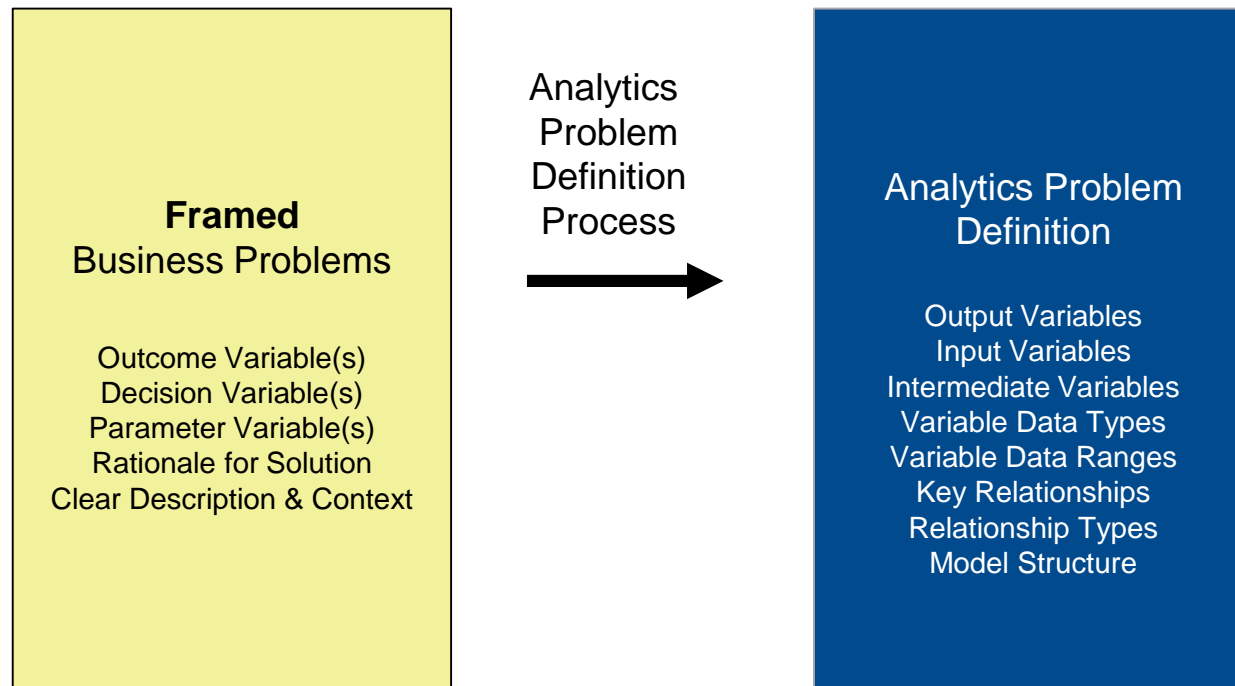 Framed
Business Problems
Outcome Variable(s)
Decision Variable(s)
Parameter Variable(s)
Rationale for Solution
Clear Description & Context
Analytics
Problem
Definition
Process
Analytics Problem
Definition
Output Variables
Input Variables
Intermediate Variables
Variable Data Types
Variable Data Ranges
Key Relationships
Relationship Types
Model Structure